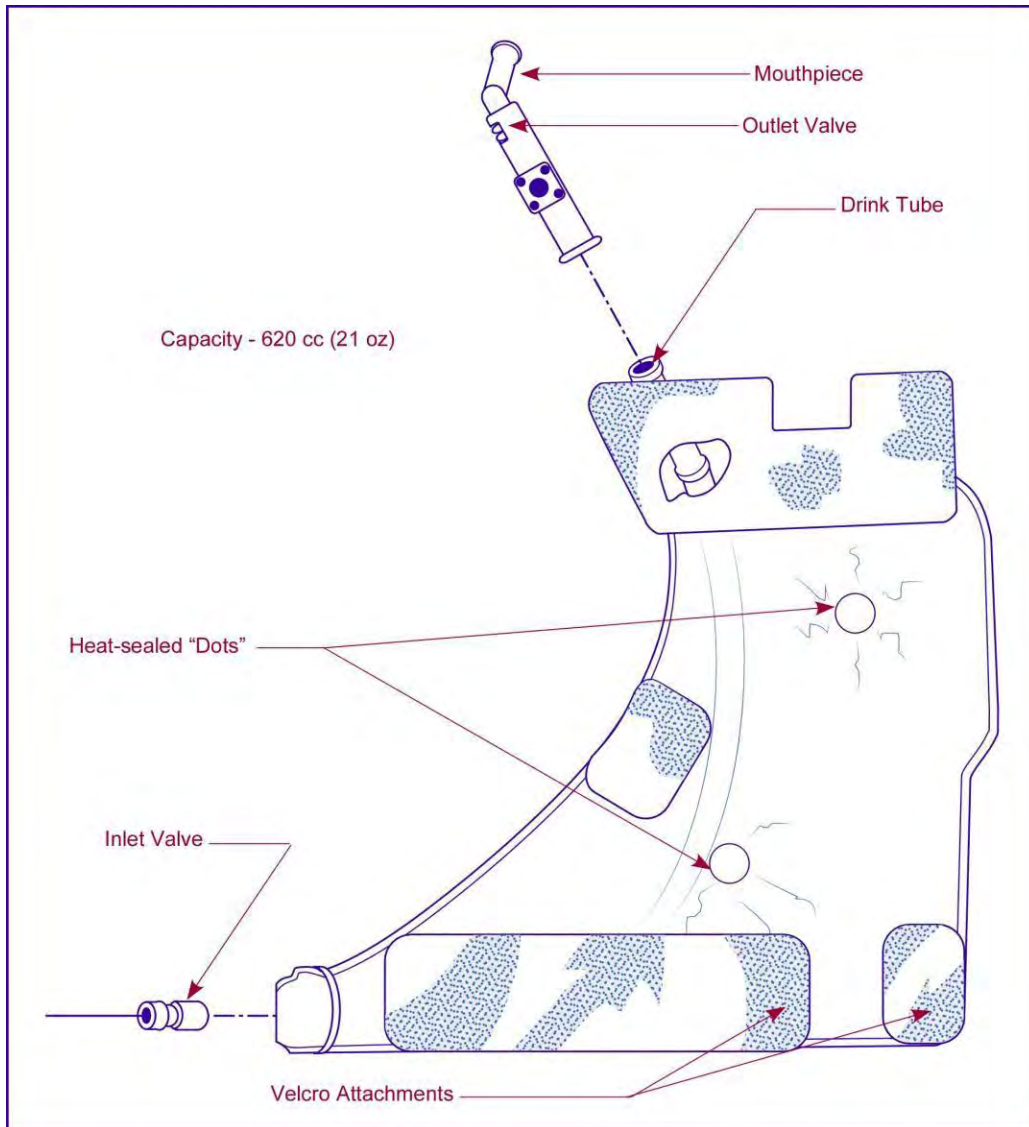 Mouthpiece
Outlet Valve
Drink Tube
Capacity - 620 cc (21 oz)
Heat-sealed “Dots”
Inlet Valve
Velcro Attachments